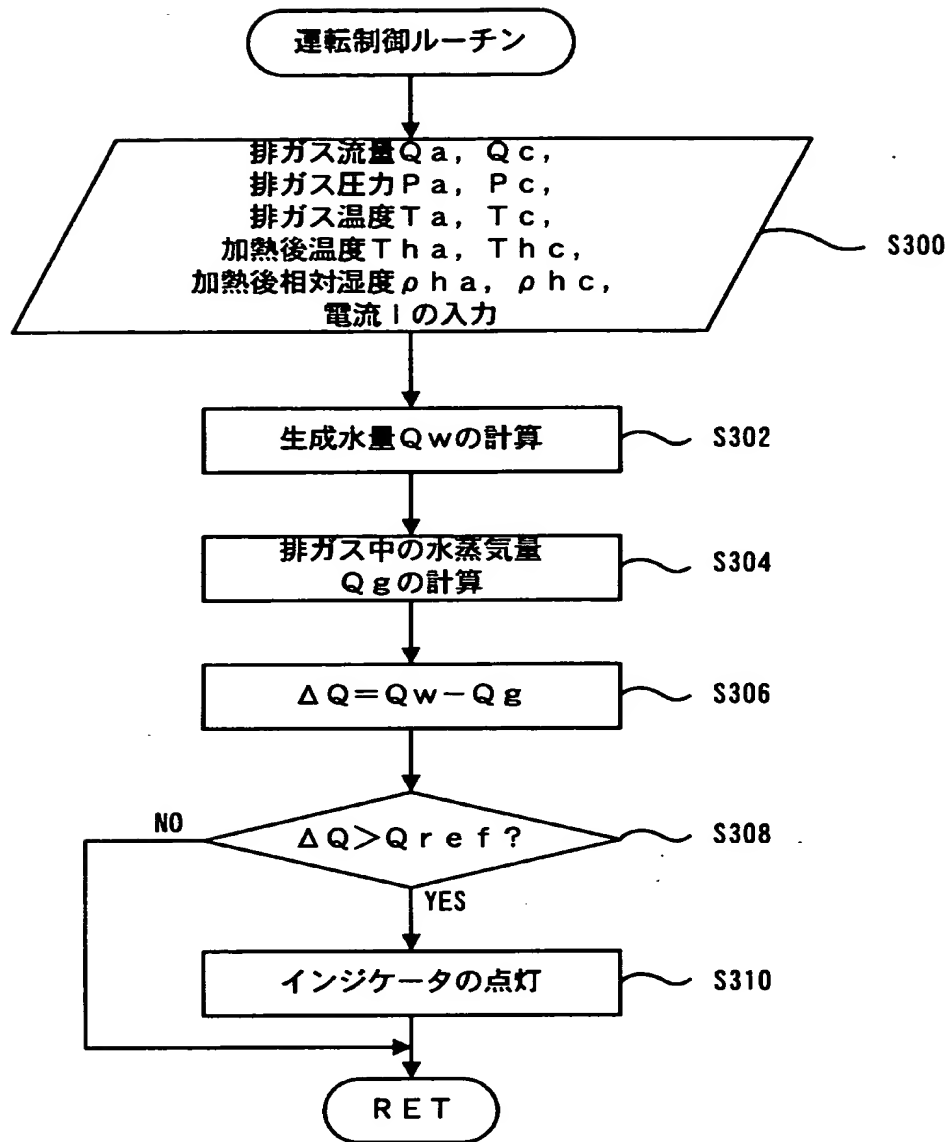 運転制御ルーチン
排ガス流量Qa, Qc,
排ガス圧力Pa, Pc,
排ガス温度Ta, Tc,
加熱後温度Tha, Thc,
加熱後相対湿度ρha, ρhc,
電流Iの入力
S300
生成水量Qwの計算
S302
排ガス中の水蒸気量
Qgの計算
S304
ΔQ=Qw-Qg
S306
NO
ΔQ>Qref?
S308
YES
インジケータの点灯
S310
RET